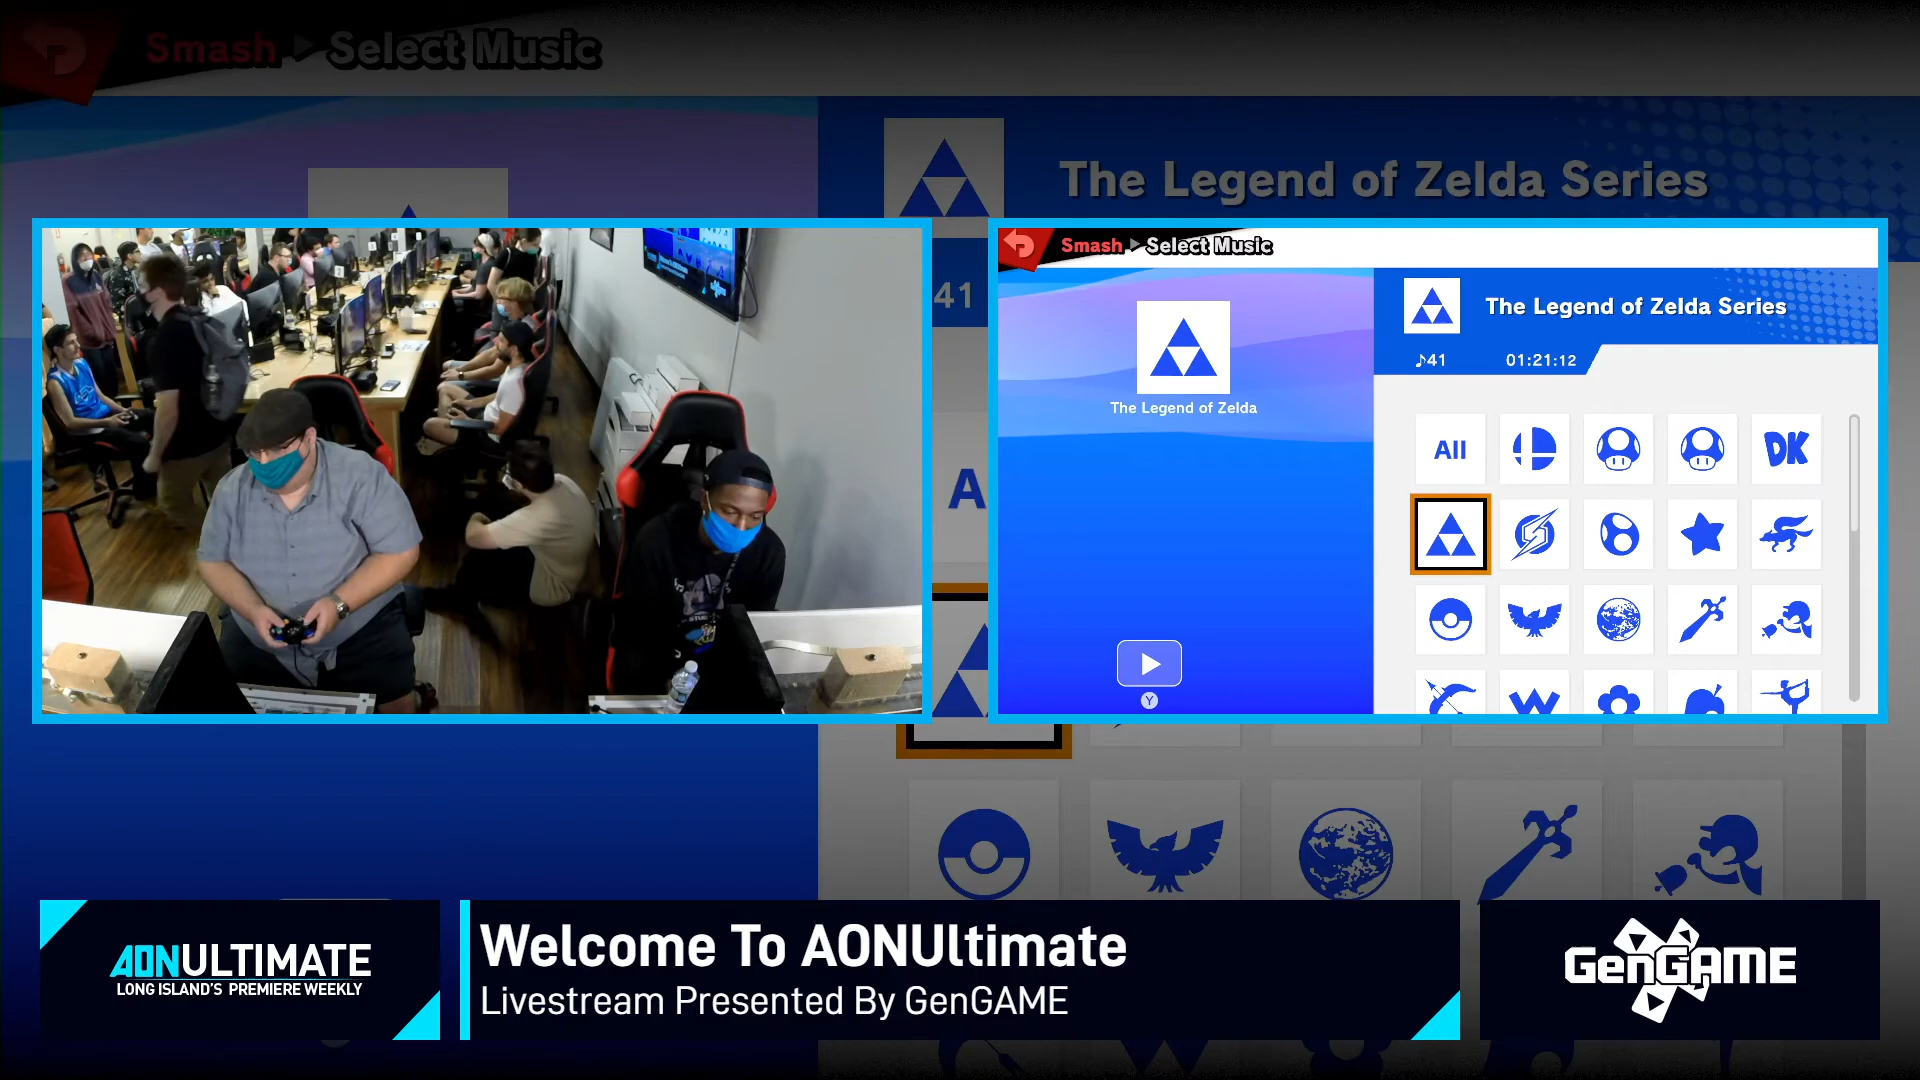 Smash ▶ Select Music
The Legend of Zelda Series
41
A
Smash ▶ Select Music
The Legend of Zelda
The Legend of Zelda Series
♪41 01:21:12
All
DK
Y
AONULTIMATE
LONG ISLAND'S PREMIERE WEEKLY
Welcome To AONUltimate
Livestream Presented By GenGAME
GenGAME